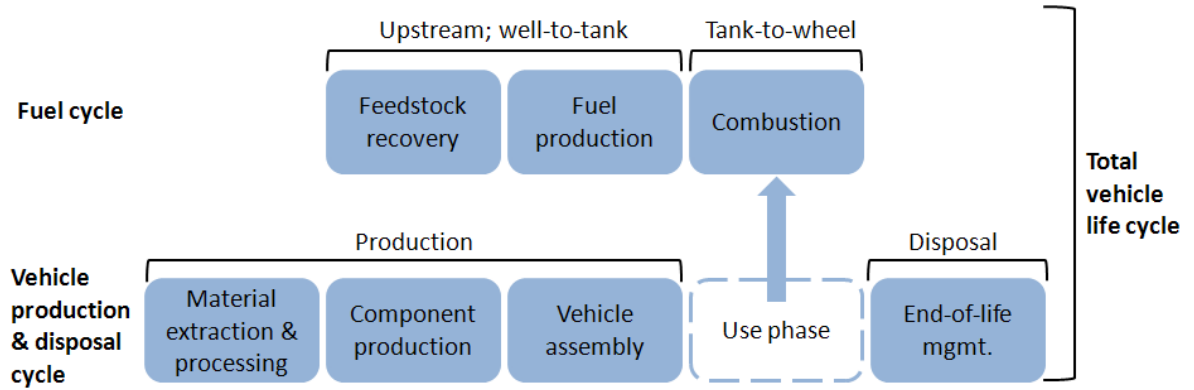 Upstream; well-to-tank
Tank-to-wheel
Fuel cycle
Feedstock
recovery
Fuel
production
Combustion
Total
vehicle
life cycle
Production
Disposal
Vehicle
production
& disposal
cycle
Material
extraction &
processing
Component
production
Vehicle
assembly
Use phase
End-of-life
mgmt.